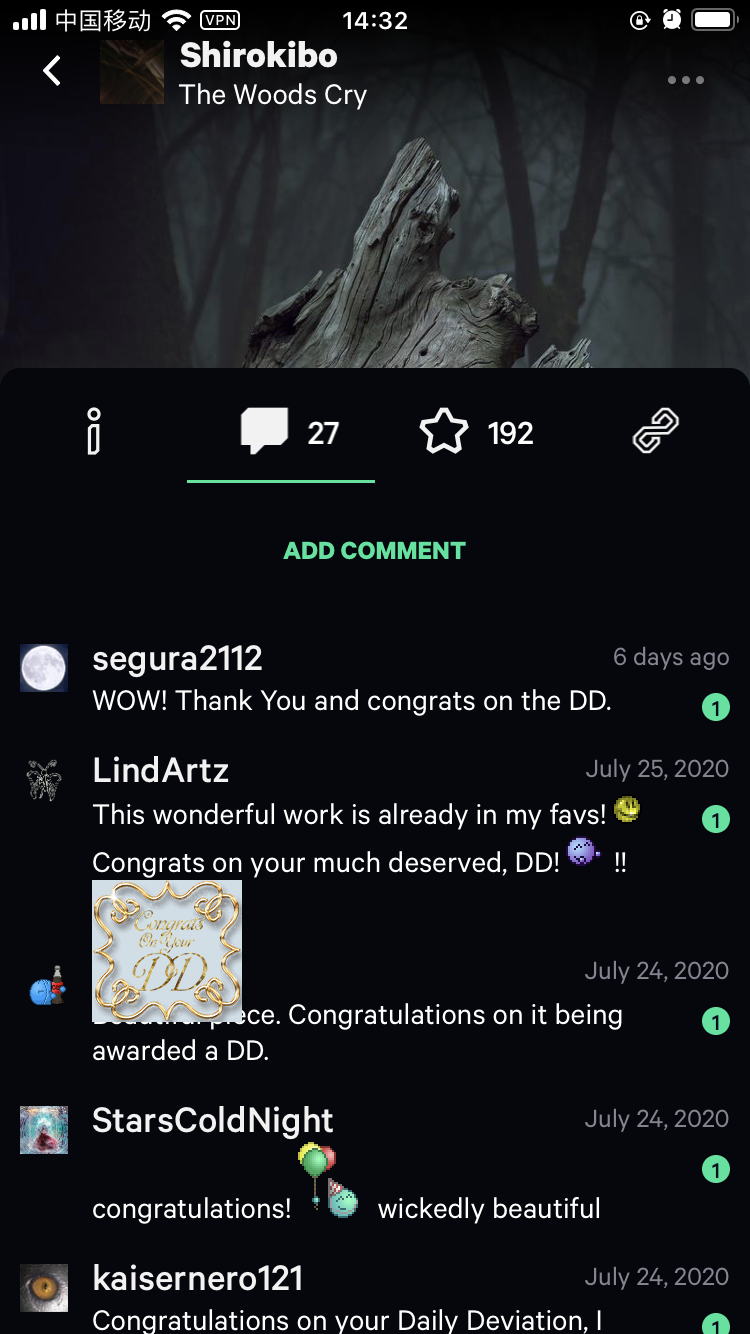 中国移动 VPN 14:32
Shirokibo
The Woods Cry
27 192
ADD COMMENT
segura2112 6 days ago
WOW! Thank You and congrats on the DD. 1
LindArtz July 25, 2020
This wonderful work is already in my favs! 1
Congrats on your much deserved, DD! !!
Congrats
On Your
DD
July 24, 2020
piece. Congratulations on it being 1
awarded a DD.
StarsColdNight July 24, 2020
1
congratulations! wickedly beautiful
kaisernero121 July 24, 2020
Congratulations on your Daily Deviation, I 1